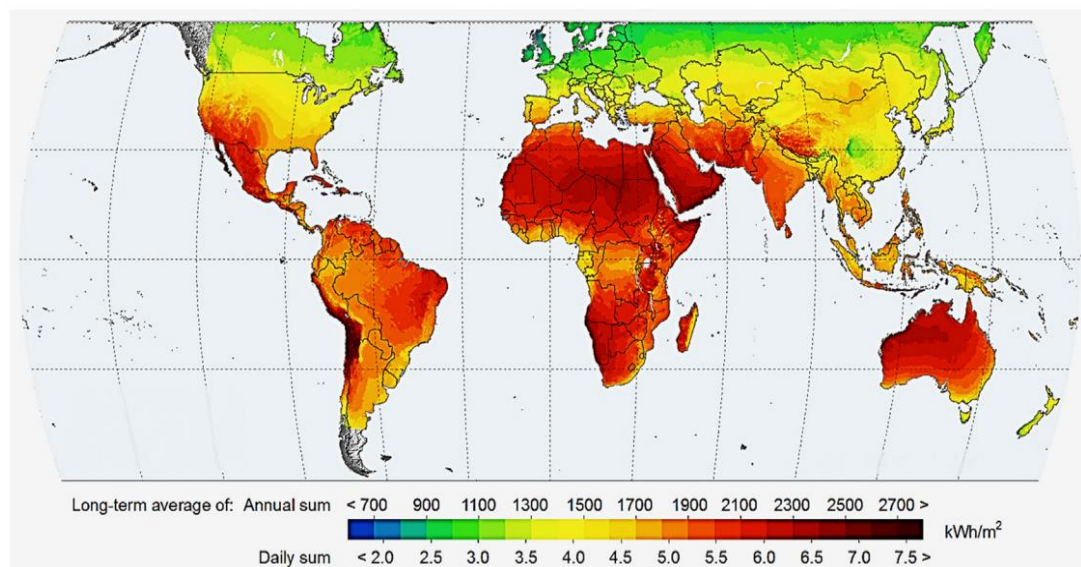 Long-term average of: Annual sum < 700 900 1100 1300 1500 1700 1900 2100 2300 2500 2700 >
kWh/m²
Daily sum < 2.0 2.5 3.0 3.5 4.0 4.5 5.0 5.5 6.0 6.5 7.0 7.5 >